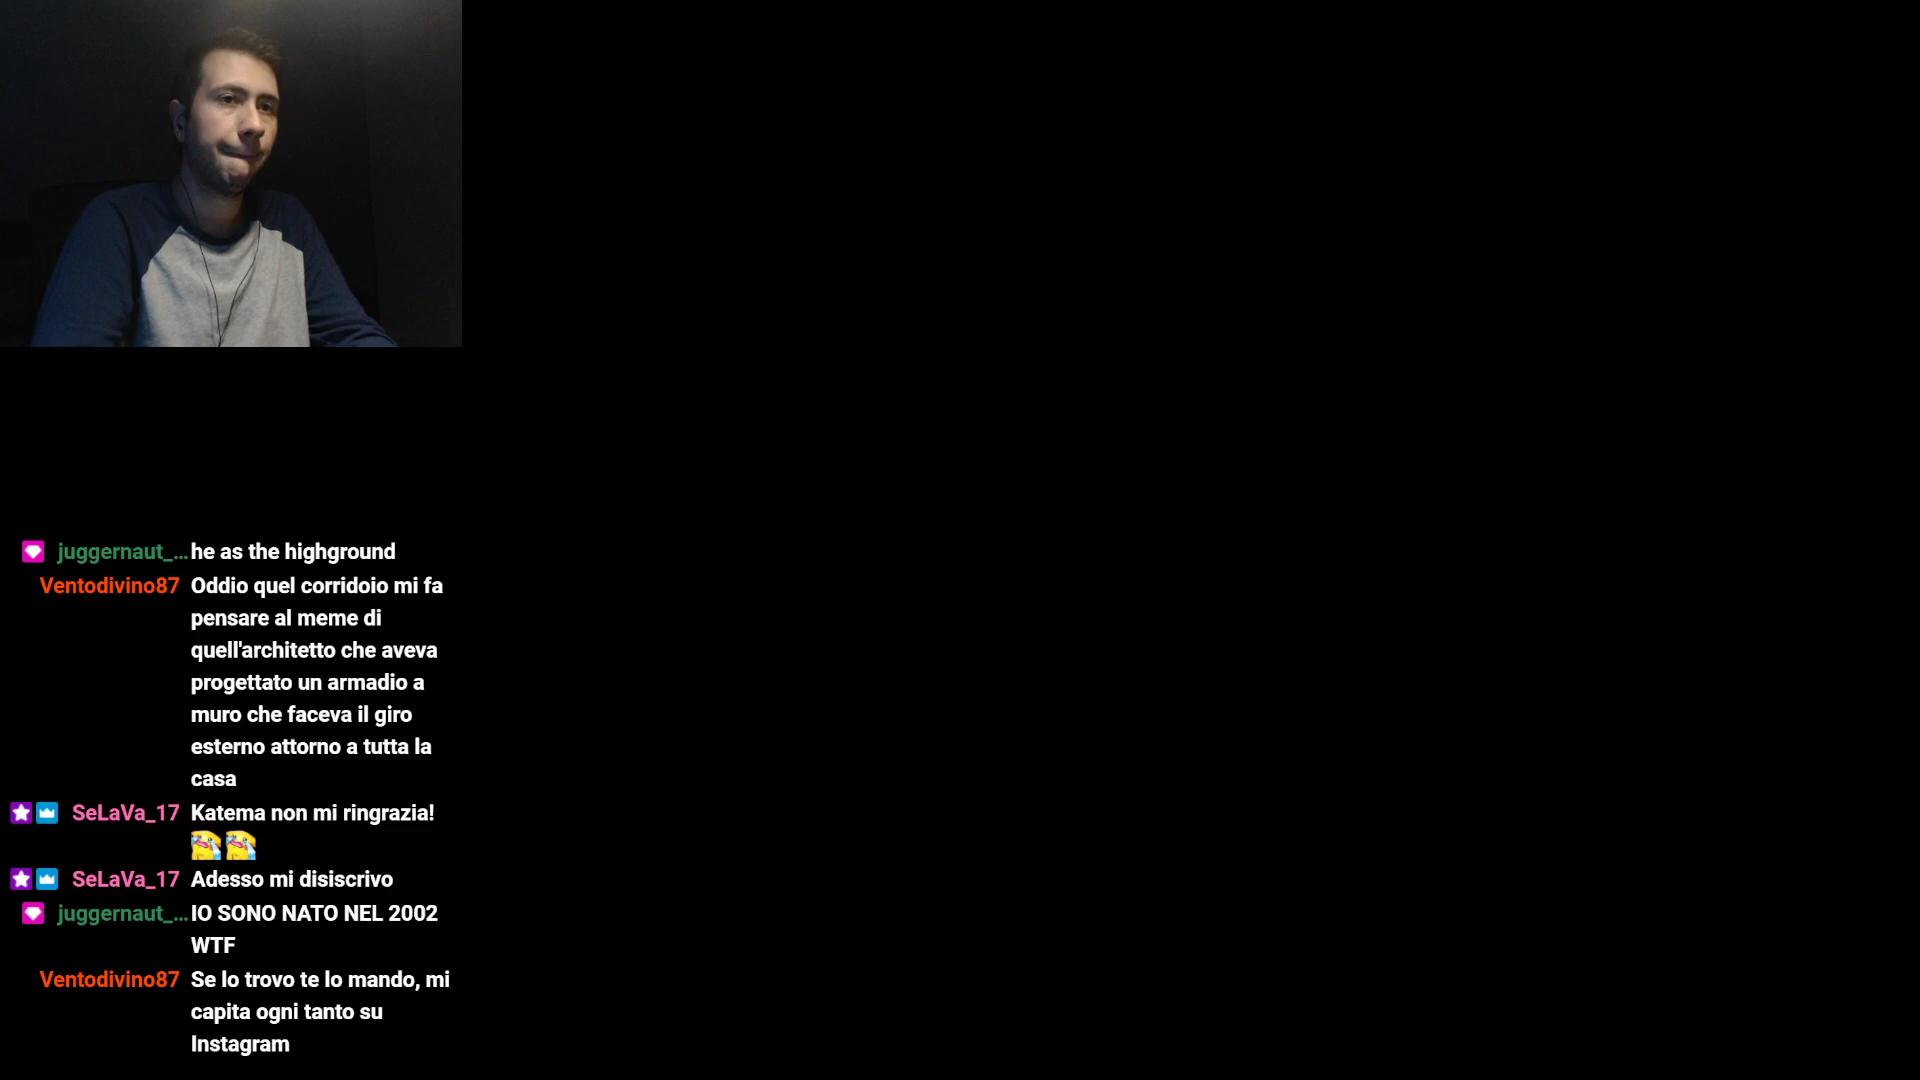 juggernaut_... he as the highground
Ventodivino87 Oddio quel corridoio mi fa
pensare al meme di
quell'architetto che aveva
progettato un armadio a
muro che faceva il giro
esterno attorno a tutta la
casa
SeLaVa_17 Katema non mi ringrazia!
SeLaVa_17 Adesso mi disiscrivo
juggernaut_... IO SONO NATO NEL 2002
WTF
Ventodivino87 Se lo trovo te lo mando, mi
capita ogni tanto su
Instagram